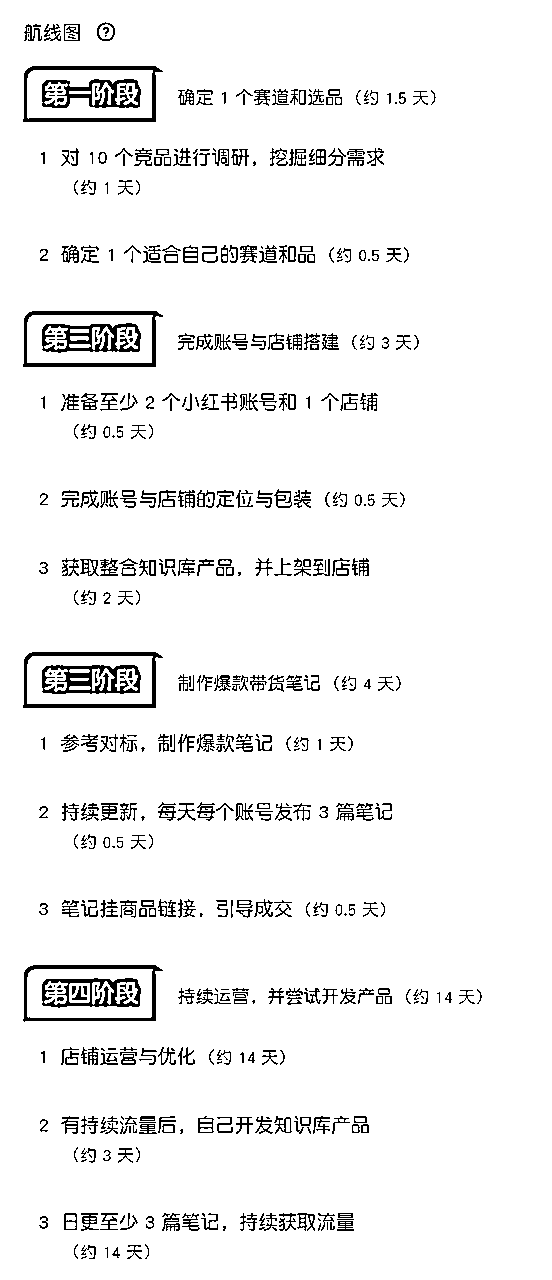 航线图 ?
第一阶段 确定 1 个赛道和选品（约 1.5 天）
1 对 10 个竞品进行调研，挖掘细分需求
（约 1 天）
2 确定 1 个适合自己的赛道和品（约 0.5 天）
第三阶段 完成账号与店铺搭建（约 3 天）
1 准备至少 2 个小红书账号和 1 个店铺
（约 0.5 天）
2 完成账号与店铺的定位与包装（约 0.5 天）
3 获取整合知识库产品，并上架到店铺
（约 2 天）
第三阶段 制作爆款带货笔记（约 4 天）
1 参考对标，制作爆款笔记（约 1 天）
2 持续更新，每天每个账号发布 3 篇笔记
（约 0.5 天）
3 笔记挂商品链接，引导成交（约 0.5 天）
第四阶段 持续运营，并尝试开发产品（约 14 天）
1 店铺运营与优化（约 14 天）
2 有持续流量后，自己开发知识库产品
（约 3 天）
3 日更至少 3 篇笔记，持续获取流量
（约 14 天）